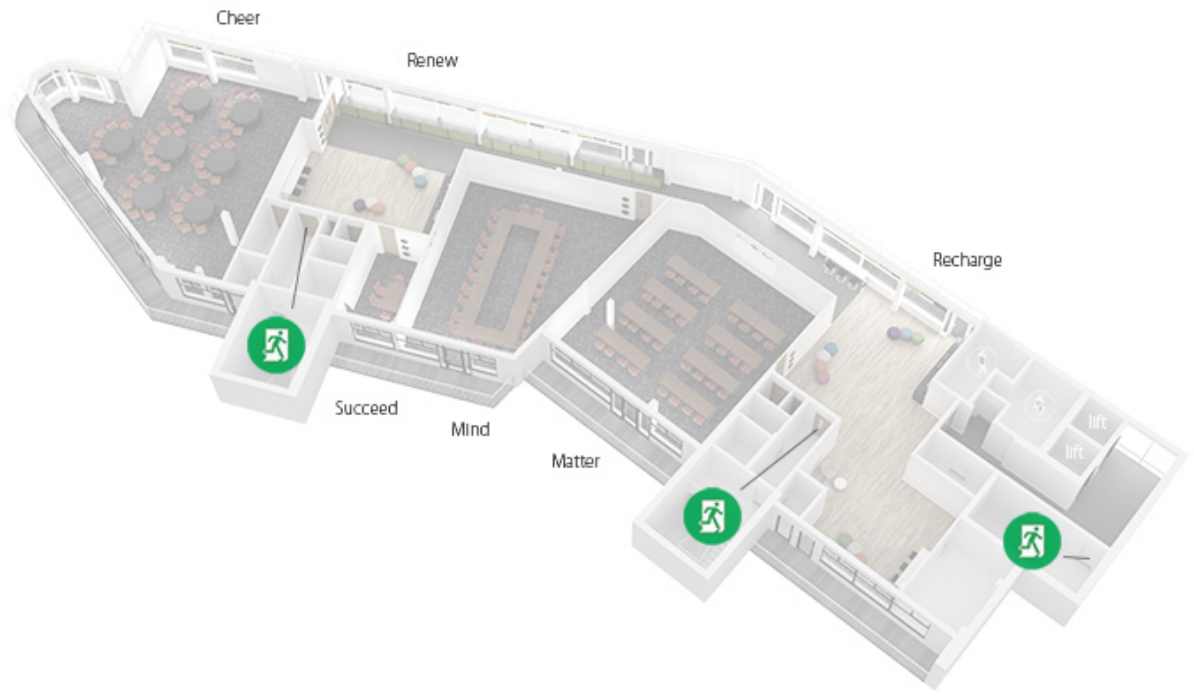 Cheer
Renew
Recharge
lift
lift
Succeed
Mind
Matter